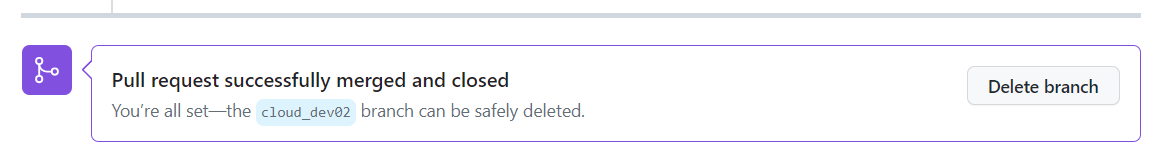 Pull request successfully merged and closed
You’re all set—the cloud_dev02 branch can be safely deleted.
Delete branch